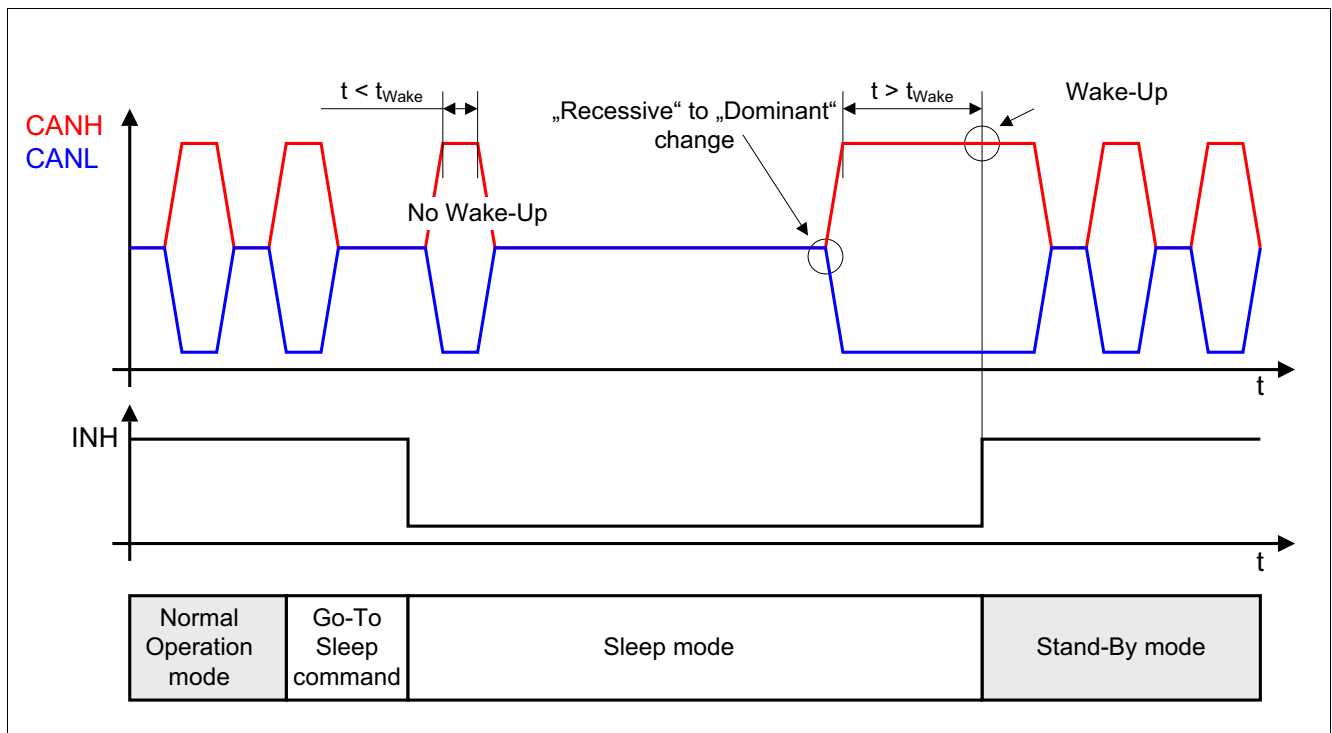 t < tWake
„Recessive“ to „Dominant“
change
t > tWake
Wake-Up
CANH
CANL
No Wake-Up
t
INH
t
Normal
Operation
mode
Go-To
Sleep
command
Sleep mode
Stand-By mode